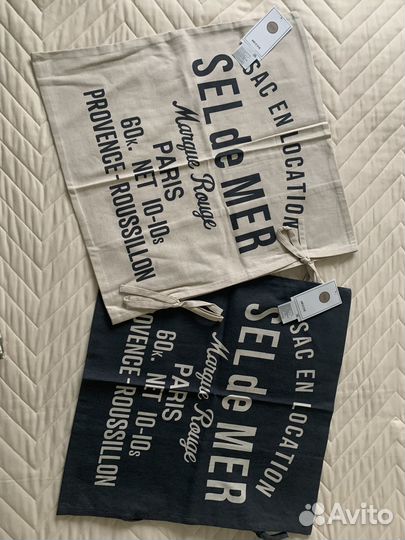 SAC EN LOCATION
SEL de MER
Marque Rouge
PARIS
60K. NET 10-10s
PROVENCE-ROUSSILLON
SAC EN LOCATION
SEL de MER
Marque Rouge
PARIS
60K. NET 10-10s
PROVENCE-ROUSSILLON
Avito